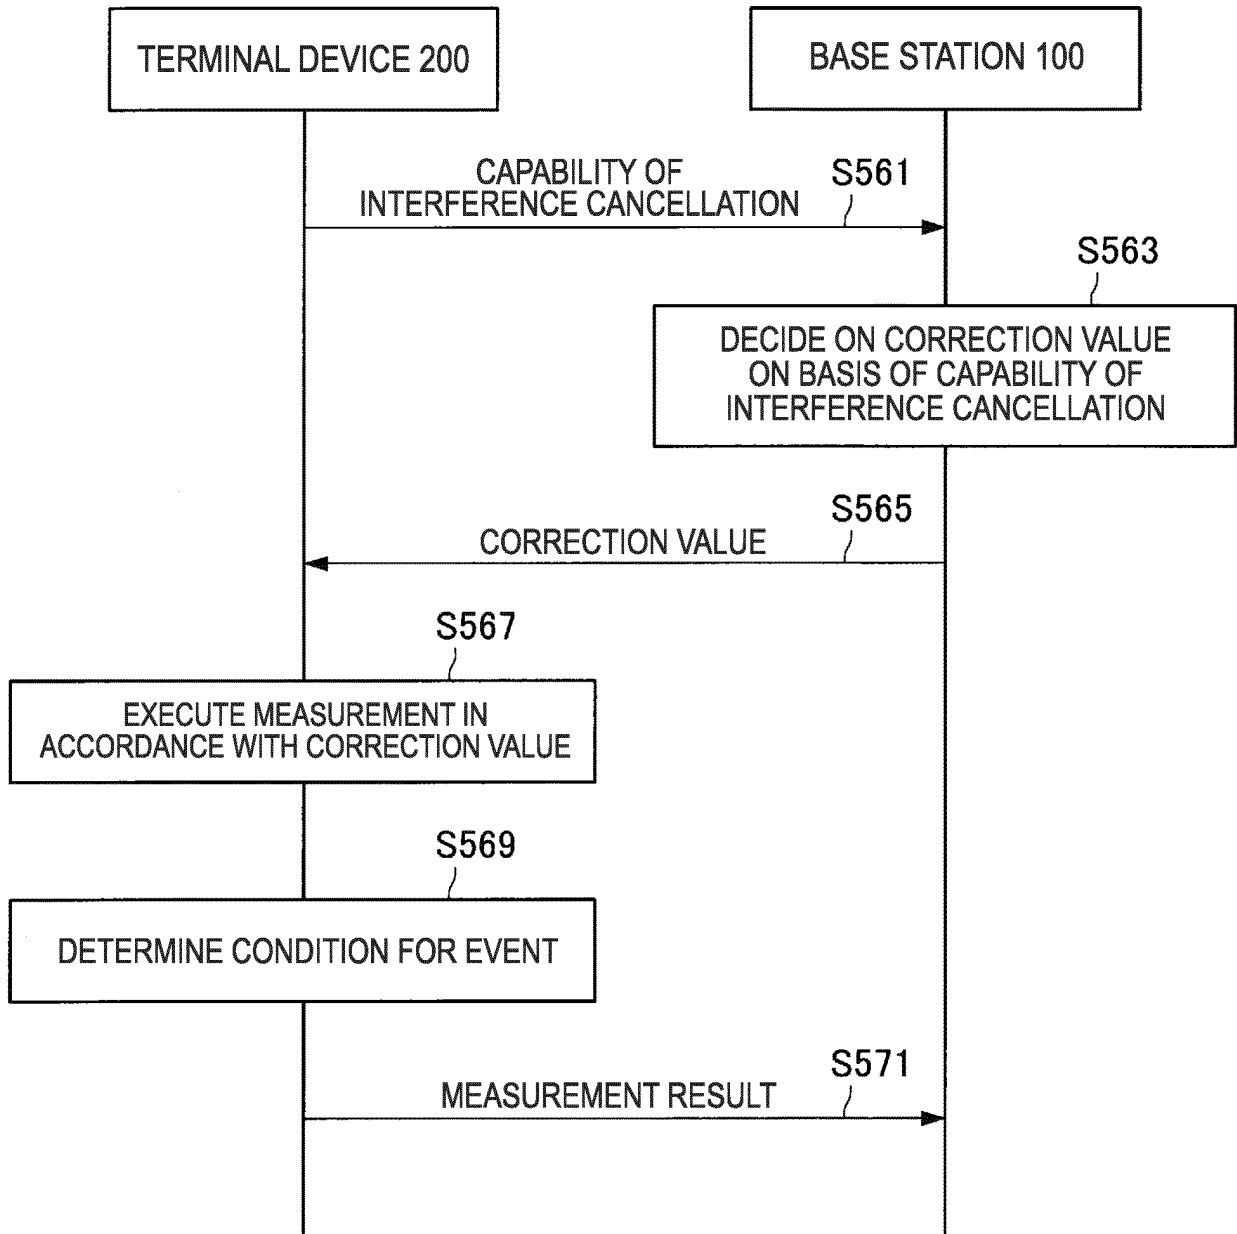 TERMINAL DEVICE 200
BASE STATION 100
CAPABILITY OF
INTERFERENCE CANCELLATION
S561
S563
DECIDE ON CORRECTION VALUE
ON BASIS OF CAPABILITY OF
INTERFERENCE CANCELLATION
S565
CORRECTION VALUE
S567
EXECUTE MEASUREMENT IN
ACCORDANCE WITH CORRECTION VALUE
S569
DETERMINE CONDITION FOR EVENT
S571
MEASUREMENT RESULT